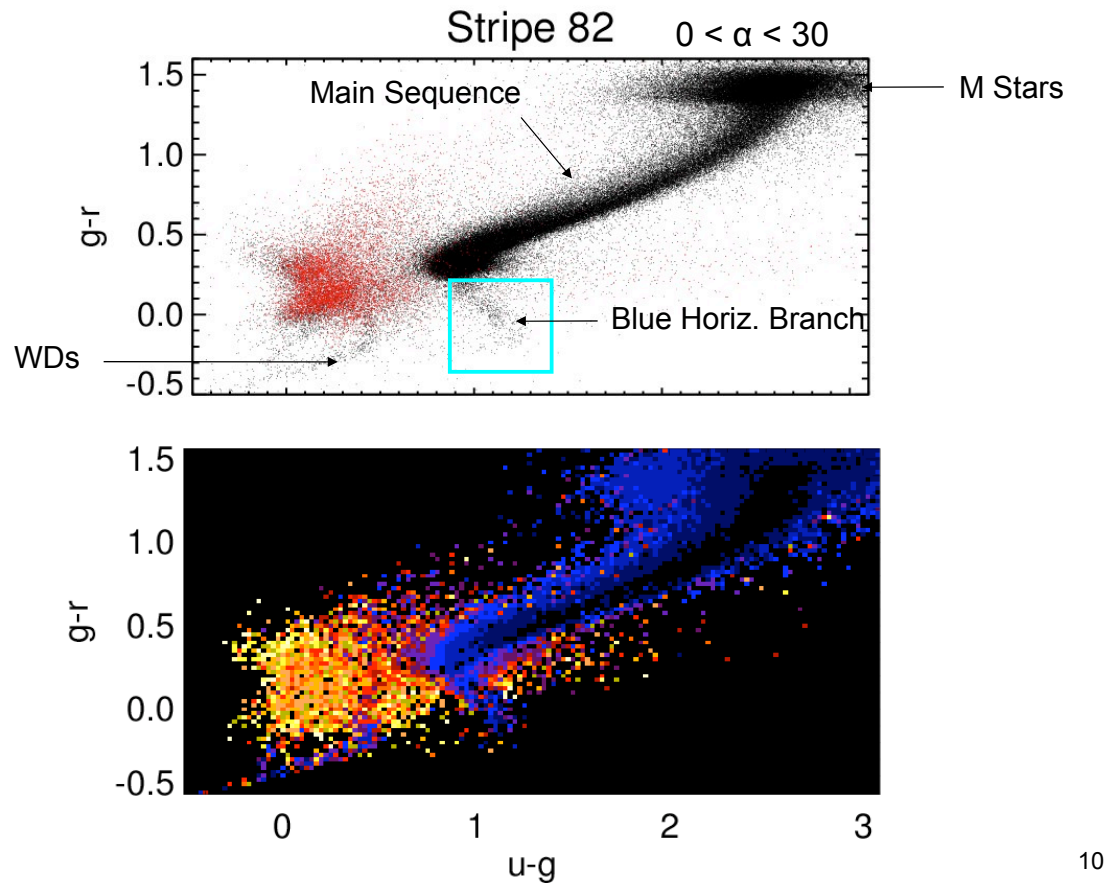 Stripe 82 0 < α < 30
1.5
1.0
0.5
0.0
-0.5
g-r
Main Sequence
M Stars
Blue Horiz. Branch
WDs
1.5
1.0
0.5
0.0
-0.5
g-r
0 1 2 3
u-g
10